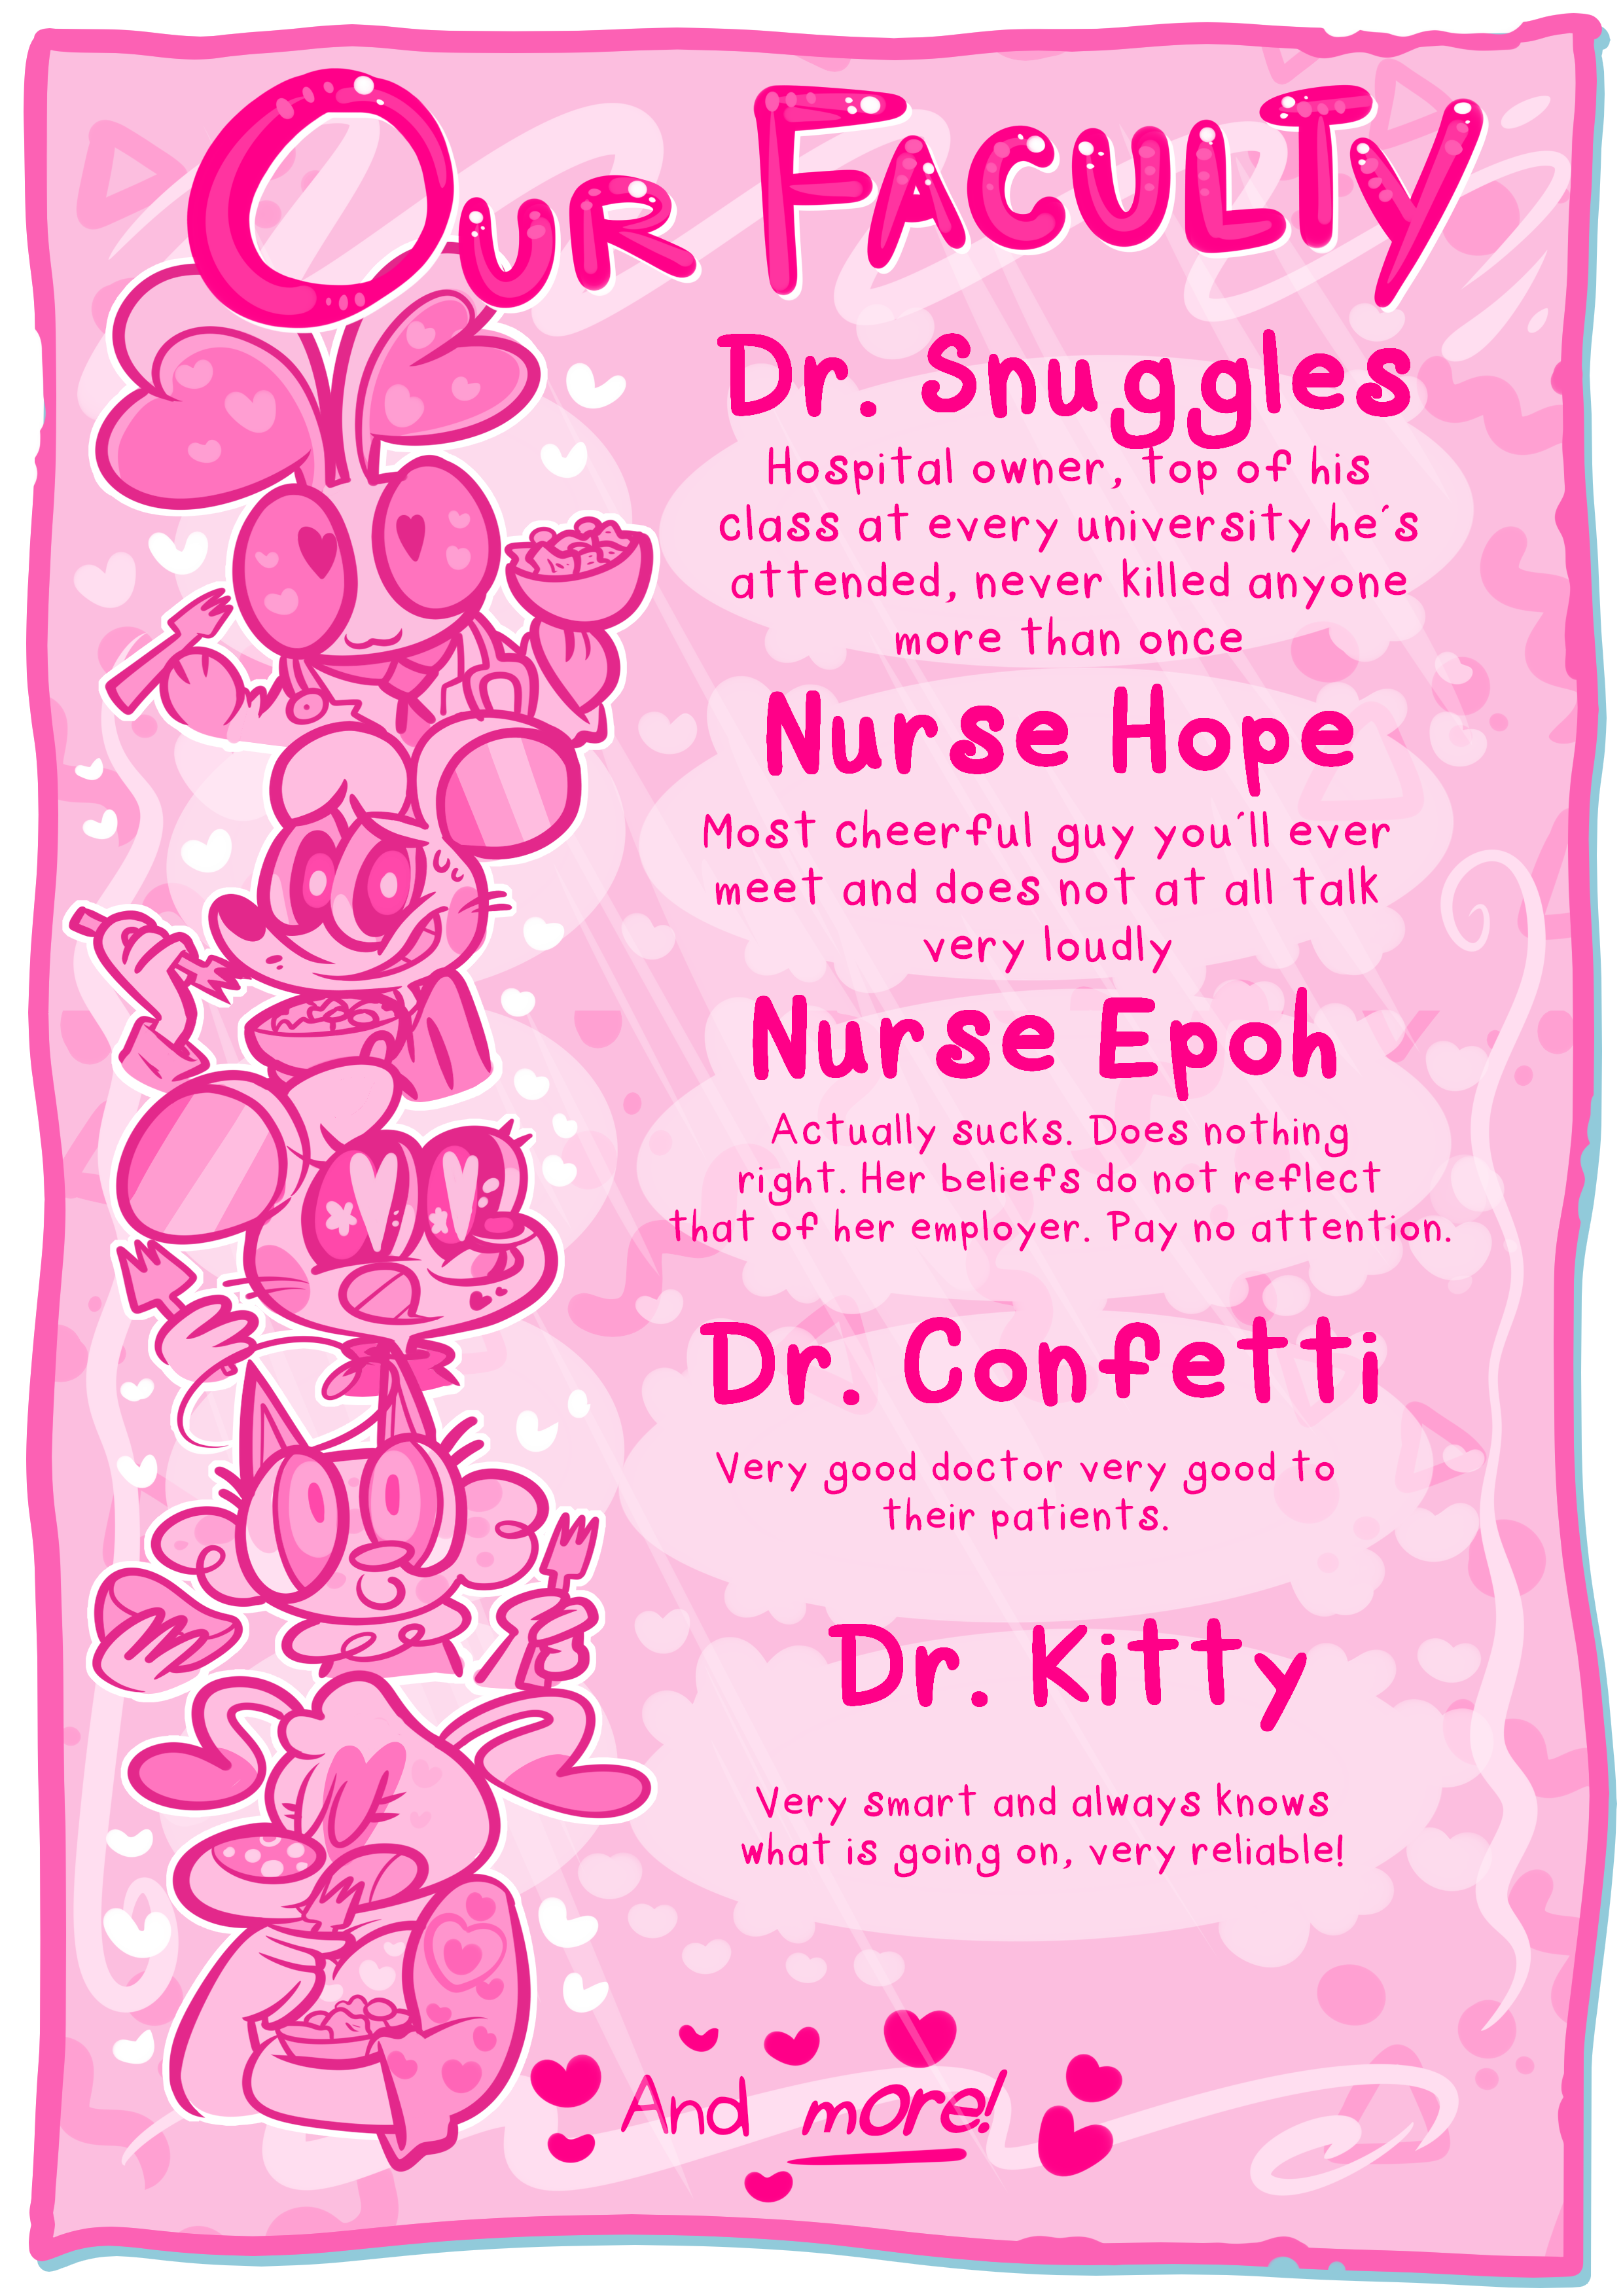 Our Faculty
Dr. Snuggles
Hospital owner, top of his
class at every university he's
attended, never killed anyone
more than once
Nurse Hope
Most cheerful guy you'll ever
meet and does not at all talk
very loudly
Nurse Epoh
Actually sucks. Does nothing
right. Her beliefs do not reflect
that of her employer. Pay no attention.
Dr. Confetti
Very good doctor very good to
their patients.
Dr. Kitty
Very smart and always knows
what is going on, very reliable!
And more!